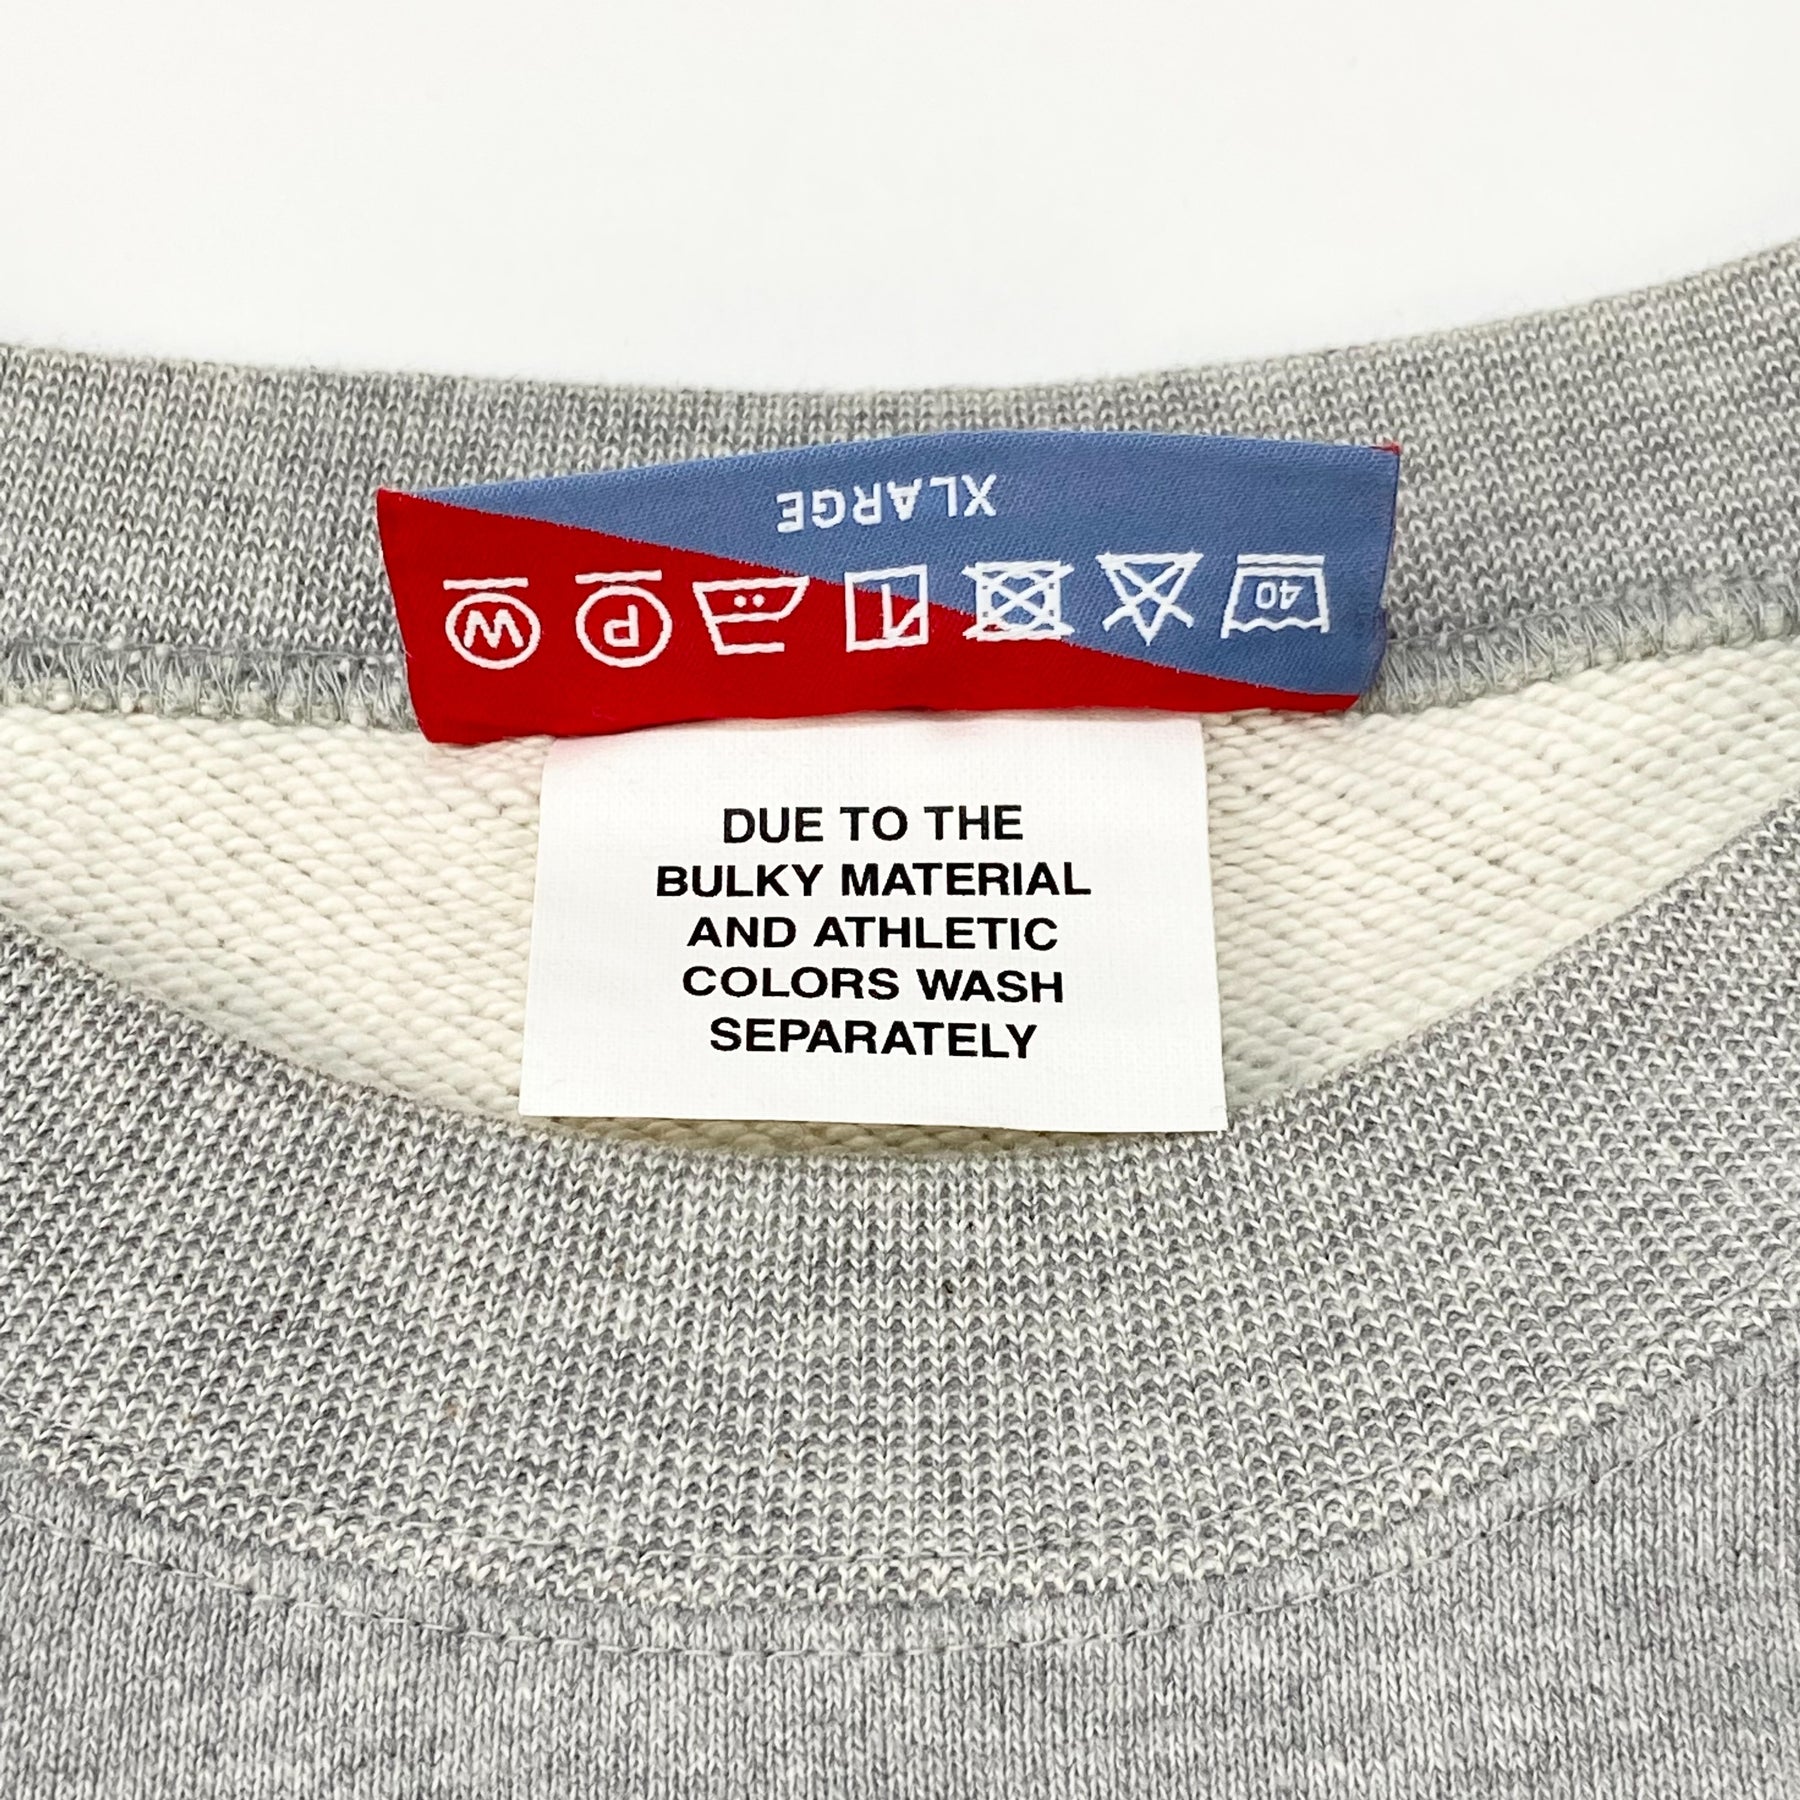 XLARGE
40 P W
DUE TO THE
BULKY MATERIAL
AND ATHLETIC
COLORS WASH
SEPARATELY